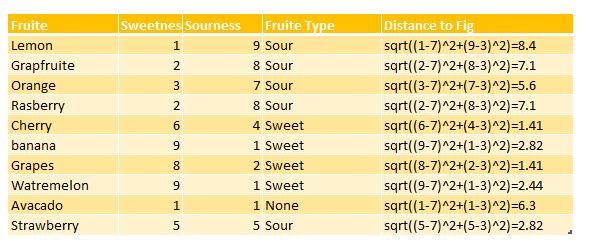 Fruite Sweetnes Sourness Fruite Type Distance to Fig
Lemon 1 9 Sour sqrt((1-7)^2+(9-3)^2)=8.4
Grapfruite 2 8 Sour sqrt((2-7)^2+(8-3)^2)=7.1
Orange 3 7 Sour sqrt((3-7)^2+(7-3)^2)=5.6
Rasberry 2 8 Sour sqrt((2-7)^2+(8-3)^2)=7.1
Cherry 6 4 Sweet sqrt((6-7)^2+(4-3)^2)=1.41
banana 9 1 Sweet sqrt((9-7)^2+(1-3)^2)=2.82
Grapes 8 2 Sweet sqrt((8-7)^2+(2-3)^2)=1.41
Watremelon 9 1 Sweet sqrt((9-7)^2+(1-3)^2)=2.44
Avacado 1 1 None sqrt((1-7)^2+(1-3)^2)=6.3
Strawberry 5 5 Sour sqrt((5-7)^2+(5-3)^2)=2.82